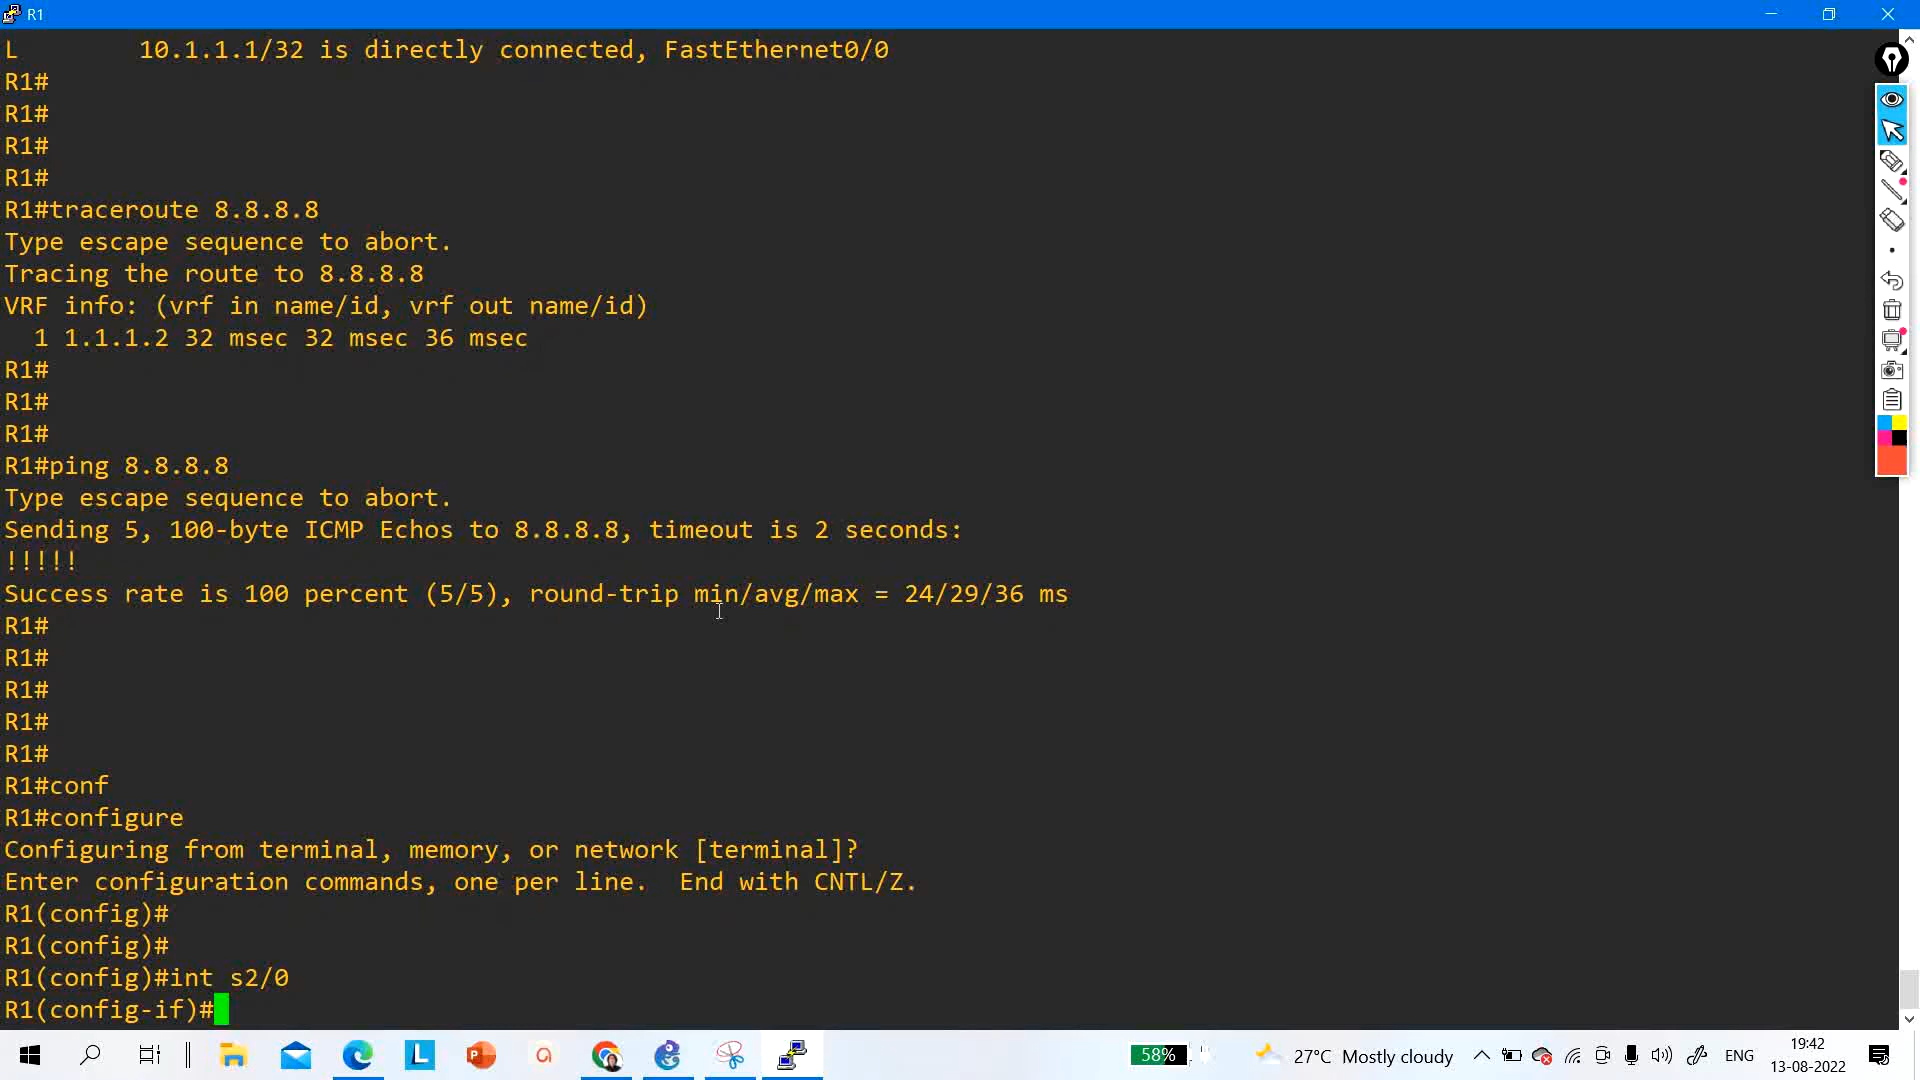 R1
L         10.1.1.1/32 is directly connected, FastEthernet0/0
R1#
R1#
R1#
R1#
R1#traceroute 8.8.8.8
Type escape sequence to abort.
Tracing the route to 8.8.8.8
VRF info: (vrf in name/id, vrf out name/id)
  1 1.1.1.2 32 msec 32 msec 36 msec
R1#
R1#
R1#
R1#ping 8.8.8.8
Type escape sequence to abort.
Sending 5, 100-byte ICMP Echos to 8.8.8.8, timeout is 2 seconds:
!!!!!
Success rate is 100 percent (5/5), round-trip min/avg/max = 24/29/36 ms
R1#
R1#
R1#
R1#
R1#
R1#conf
R1#configure
Configuring from terminal, memory, or network [terminal]?
Enter configuration commands, one per line.  End with CNTL/Z.
R1(config)#
R1(config)#
R1(config)#int s2/0
R1(config-if)#
58%
27°C Mostly cloudy
ENG
19:42
13-08-2022